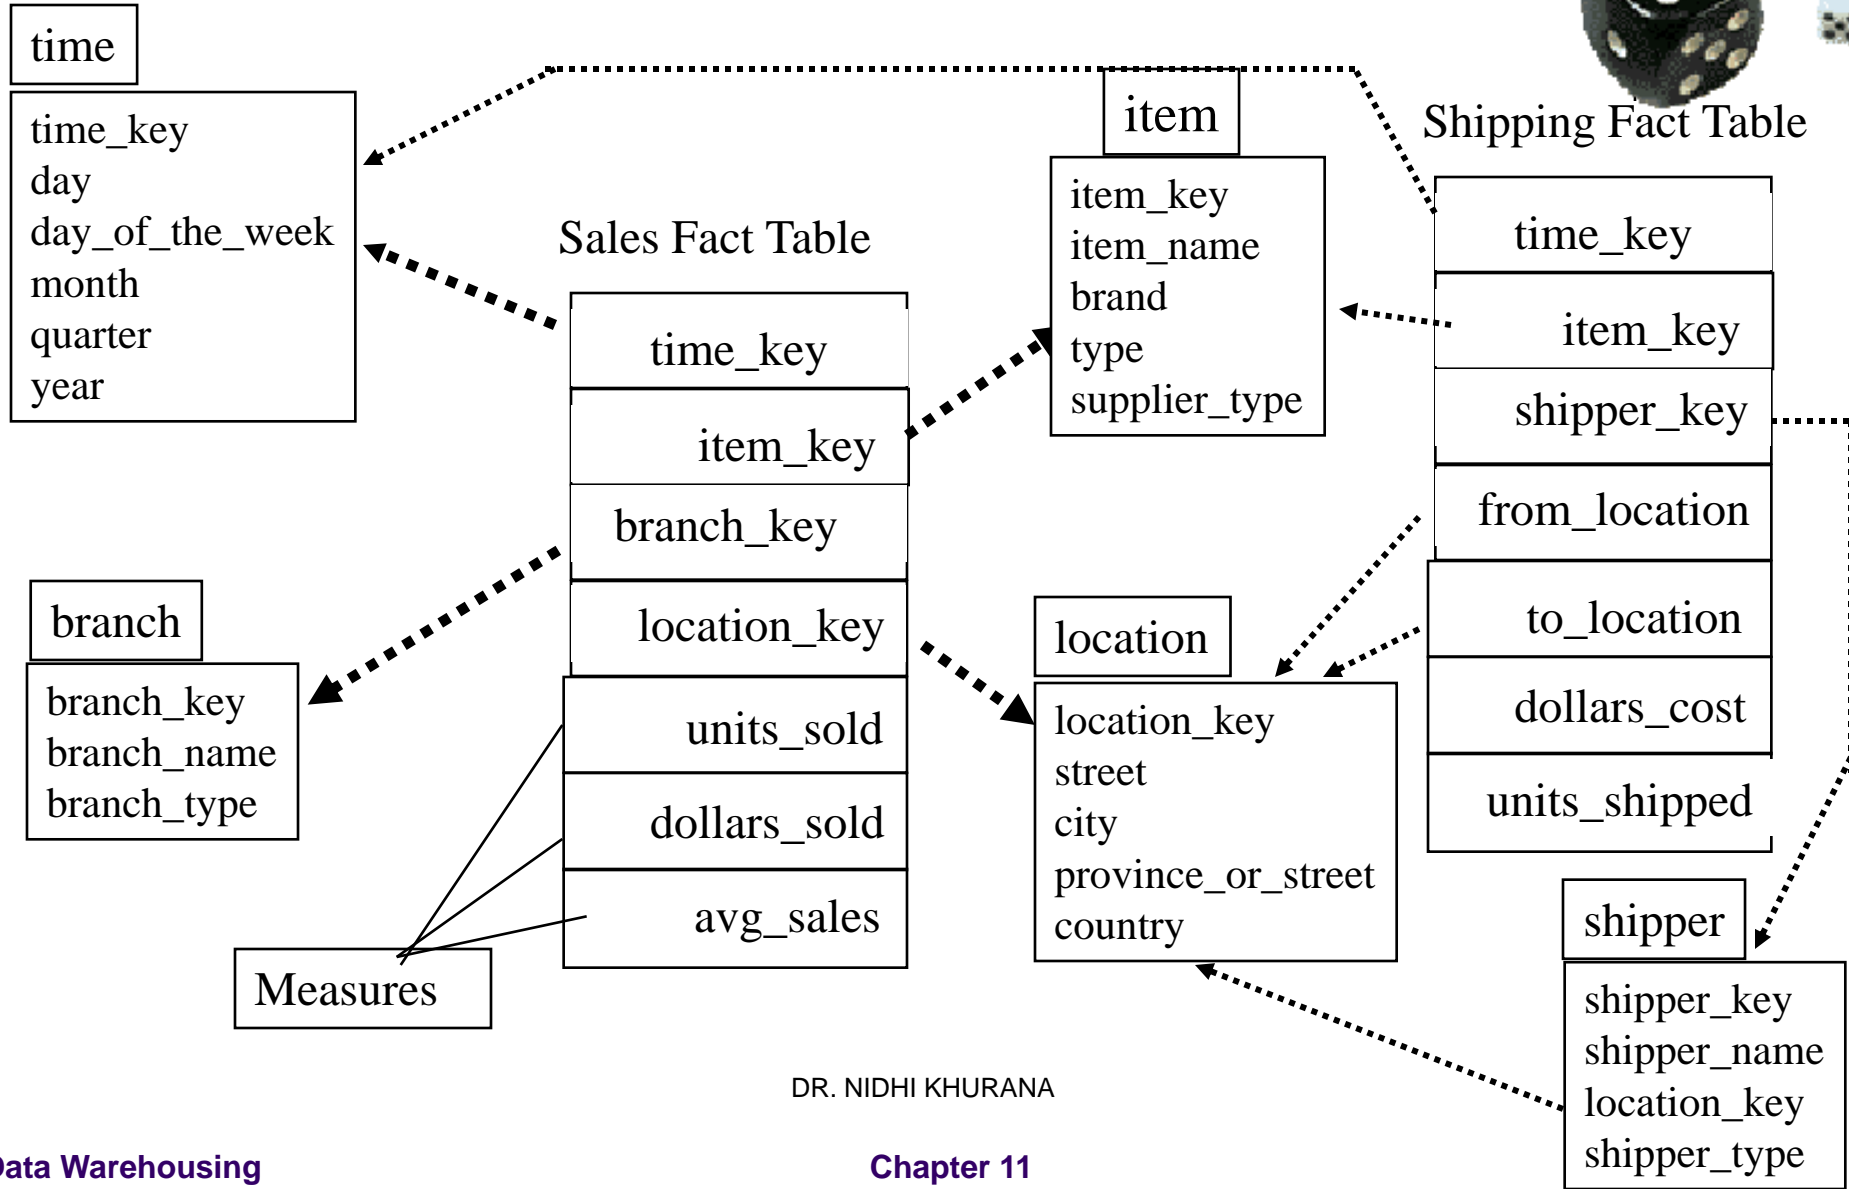 time
time_key
day
day_of_the_week
month
quarter
year
branch
branch_key
branch_name
branch_type
Measures
Sales Fact Table
time_key
item_key
branch_key
location_key
units_sold
dollars_sold
avg_sales
item
item_key
item_name
brand
type
supplier_type
location
location_key
street
city
province_or_street
country
Shipping Fact Table
time_key
item_key
shipper_key
from_location
to_location
dollars_cost
units_shipped
shipper
shipper_key
shipper_name
location_key
shipper_type
DR. NIDHI KHURANA
Data Warehousing
Chapter 11